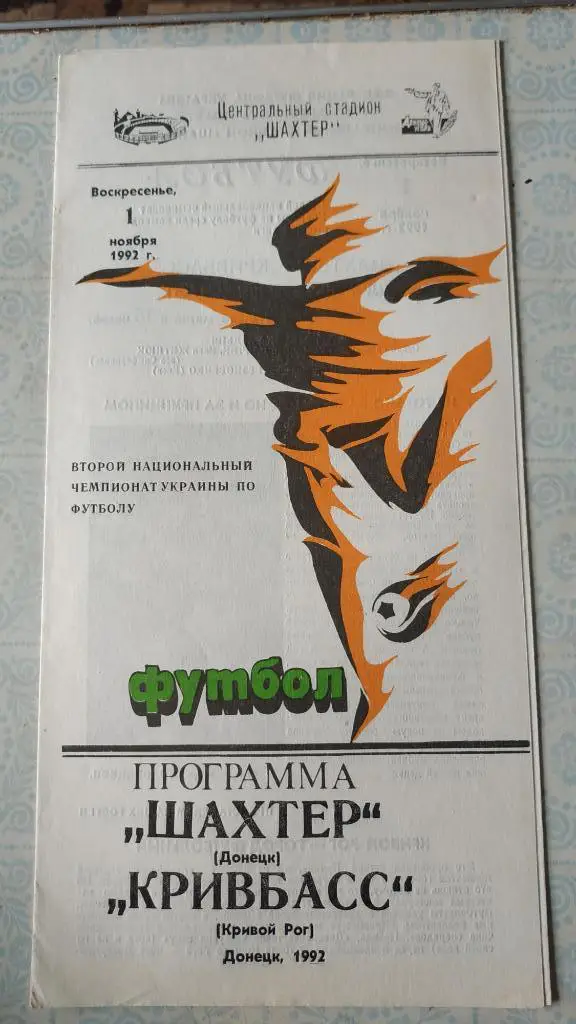 Центральный стадион
„ШАХТЕР"
Воскресенье,
1
ноября
1992 г.
ВТОРОЙ НАЦИОНАЛЬНЫЙ
ЧЕМПИОНАТ УКРАИНЫ ПО
ФУТБОЛУ
футбол
ПРОГРАММА
„ШАХТЕР"
(Донецк)
„КРИВБАСС"
(Кривой Рог)
Донецк, 1992